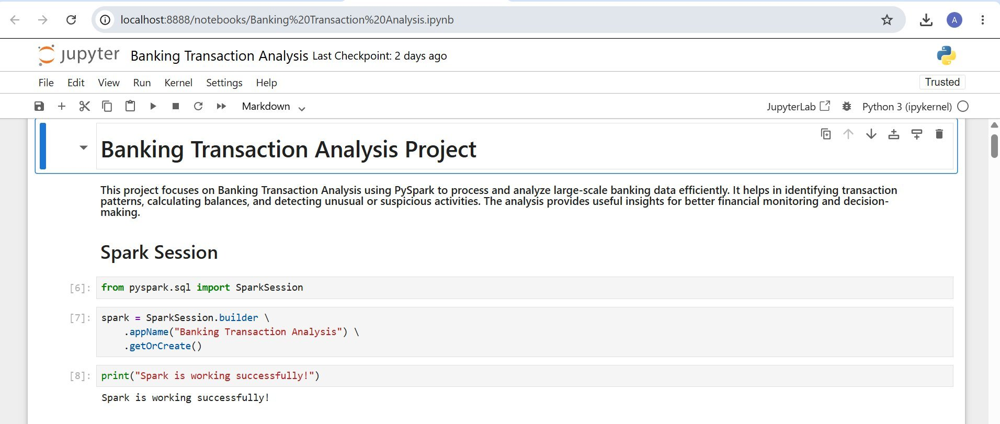 localhost:8888/notebooks/Banking%20Transaction%20Analysis.ipynb
A
jupyter Banking Transaction Analysis Last Checkpoint: 2 days ago
File Edit View Run Kernel Settings Help
Trusted
Markdown
JupyterLab Python 3 (ipykernel)
Banking Transaction Analysis Project
This project focuses on Banking Transaction Analysis using PySpark to process and analyze large-scale banking data efficiently. It helps in identifying transaction
patterns, calculating balances, and detecting unusual or suspicious activities. The analysis provides useful insights for better financial monitoring and decision-
making.
Spark Session
[6]: from pyspark.sql import SparkSession
[7]: spark = SparkSession.builder \
.appName("Banking Transaction Analysis") \
.getOrCreate()
[8]: print("Spark is working successfully!")
Spark is working successfully!